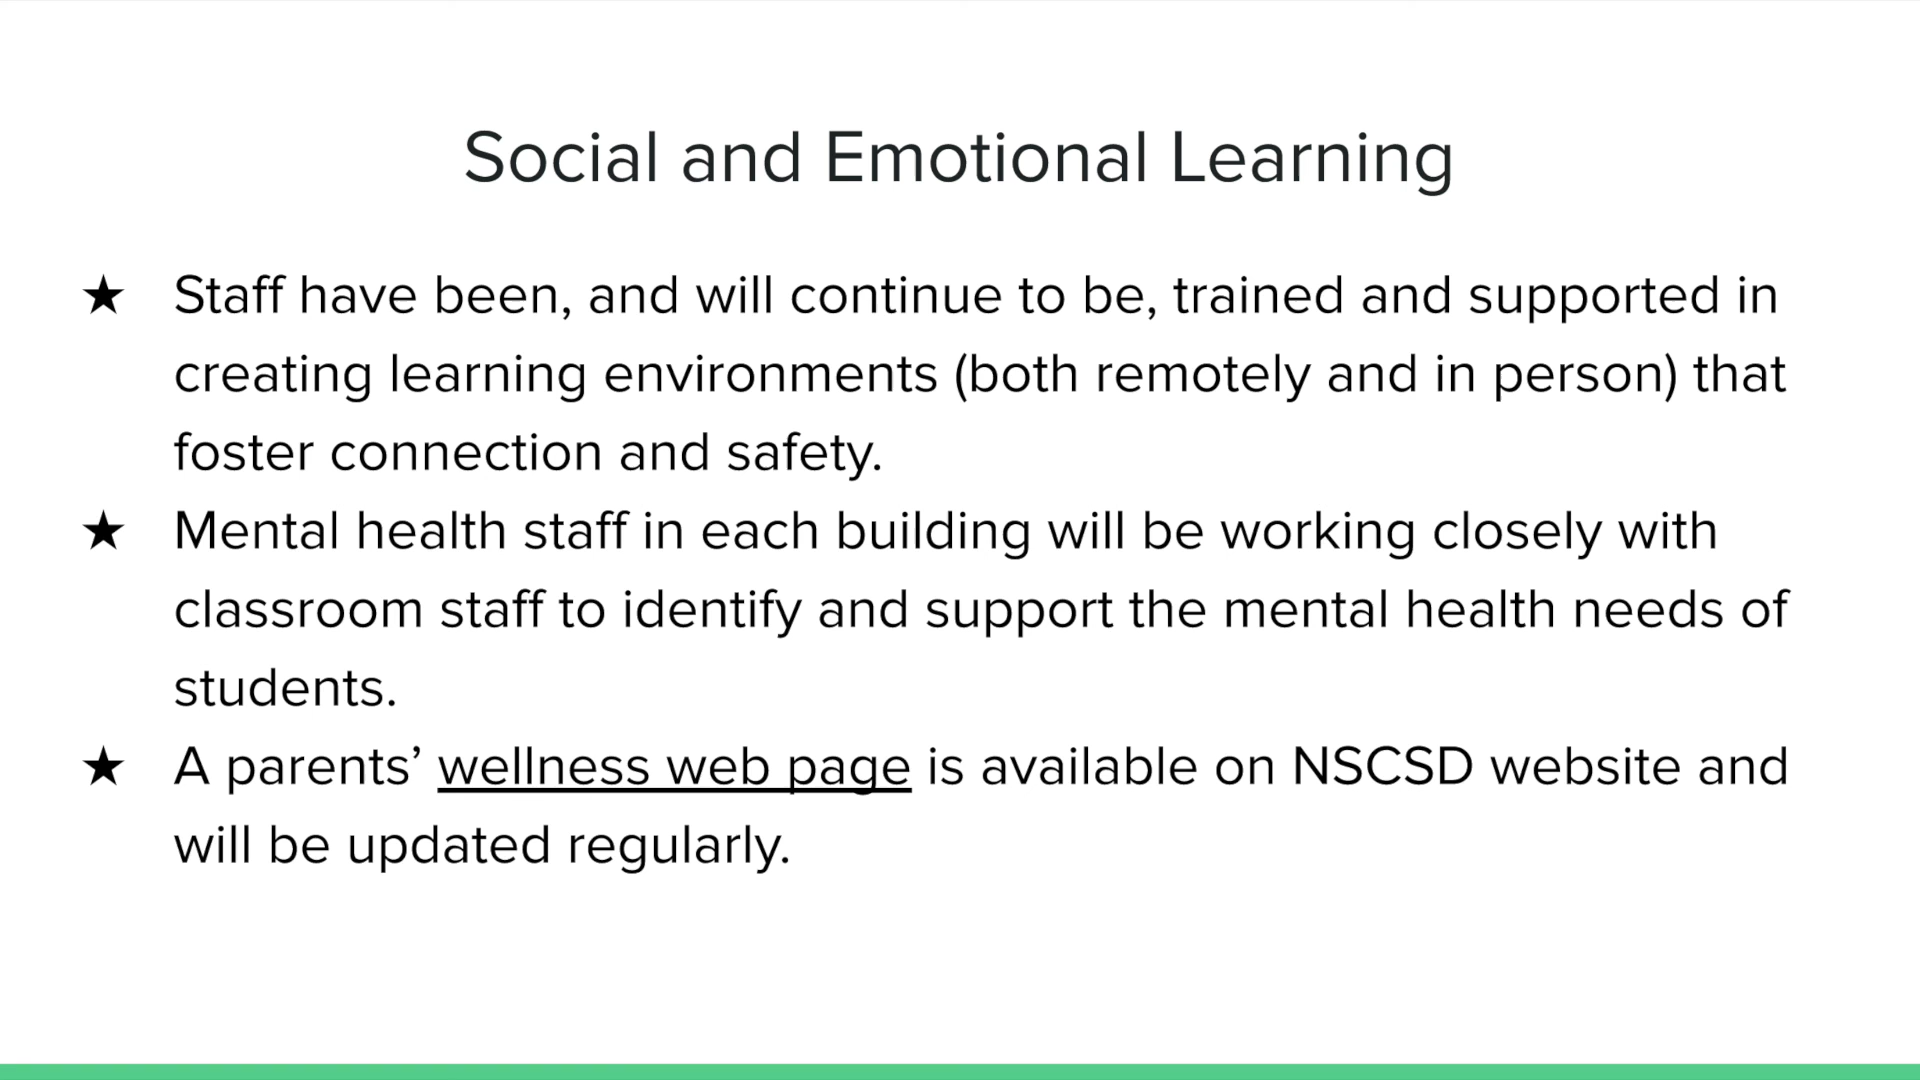 Social and Emotional Learning
★ Staff have been, and will continue to be, trained and supported in
creating learning environments (both remotely and in person) that
foster connection and safety.
★ Mental health staff in each building will be working closely with
classroom staff to identify and support the mental health needs of
students.
★ A parents’ wellness web page is available on NSCSD website and
will be updated regularly.